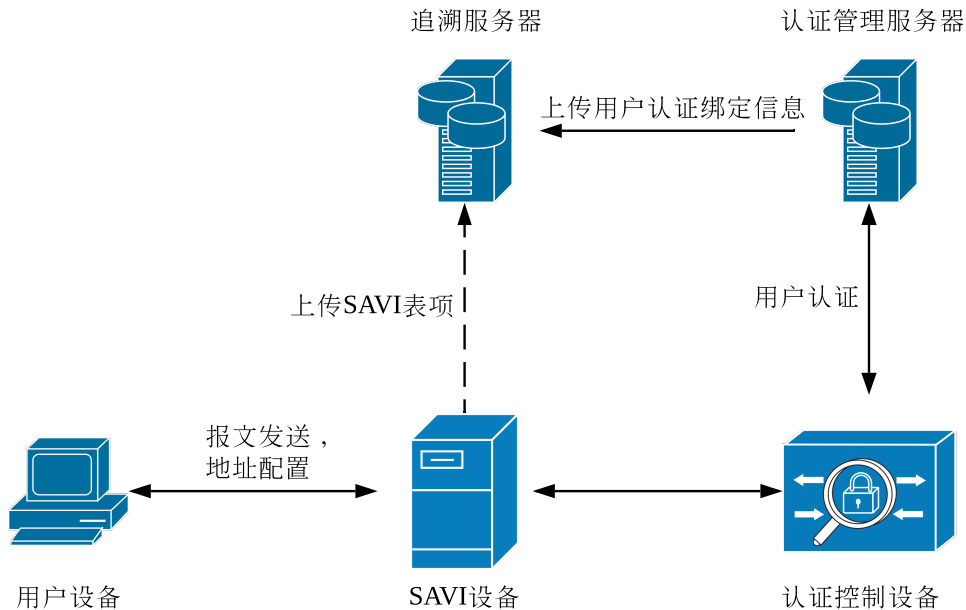 追溯服务器
认证管理服务器
上传用户认证绑定信息
用户认证
上传SAVI表项
报文发送，
地址配置
用户设备
SAVI设备
认证控制设备